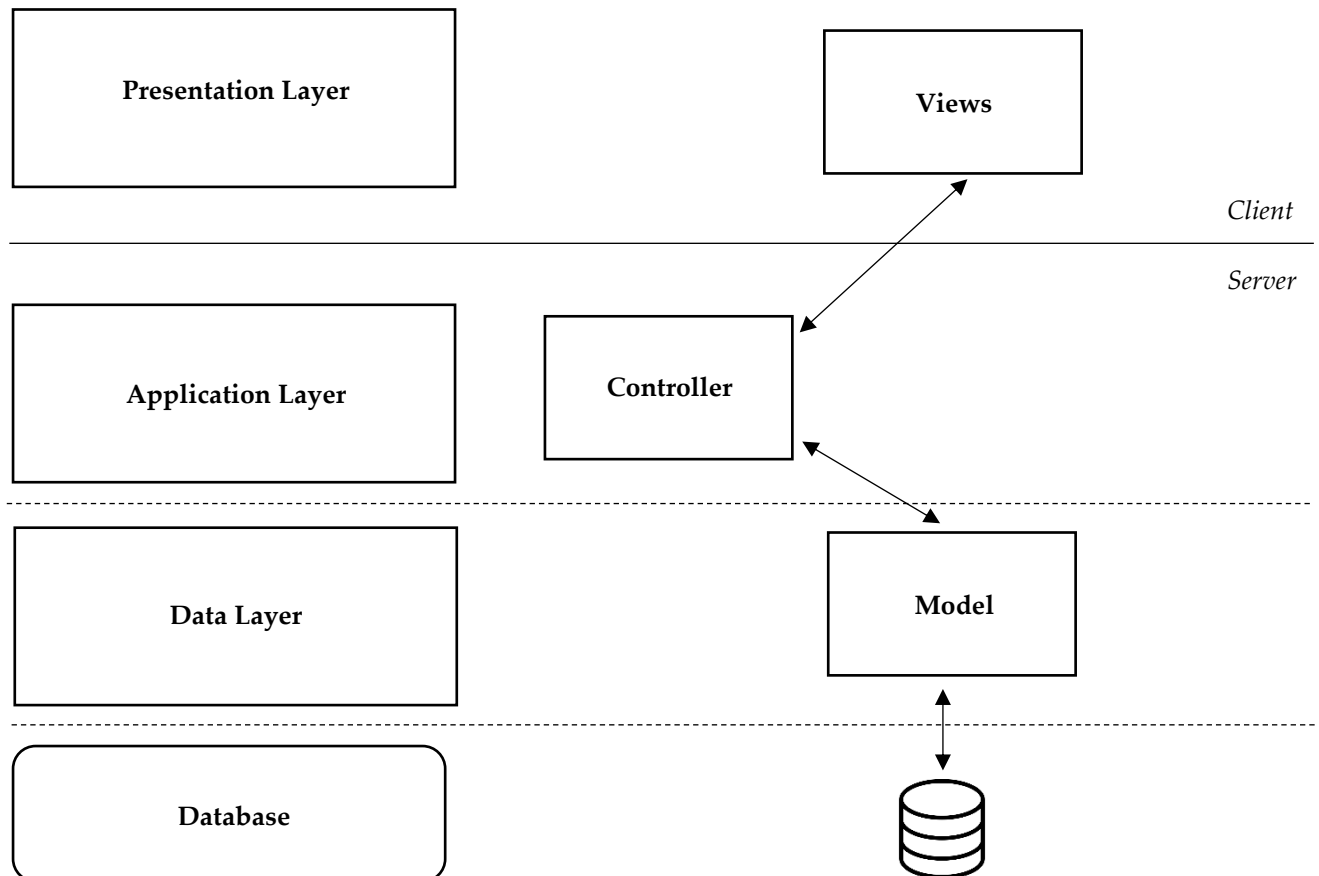 Presentation Layer
Views
Client
Server
Application Layer
Controller
Data Layer
Model
Database